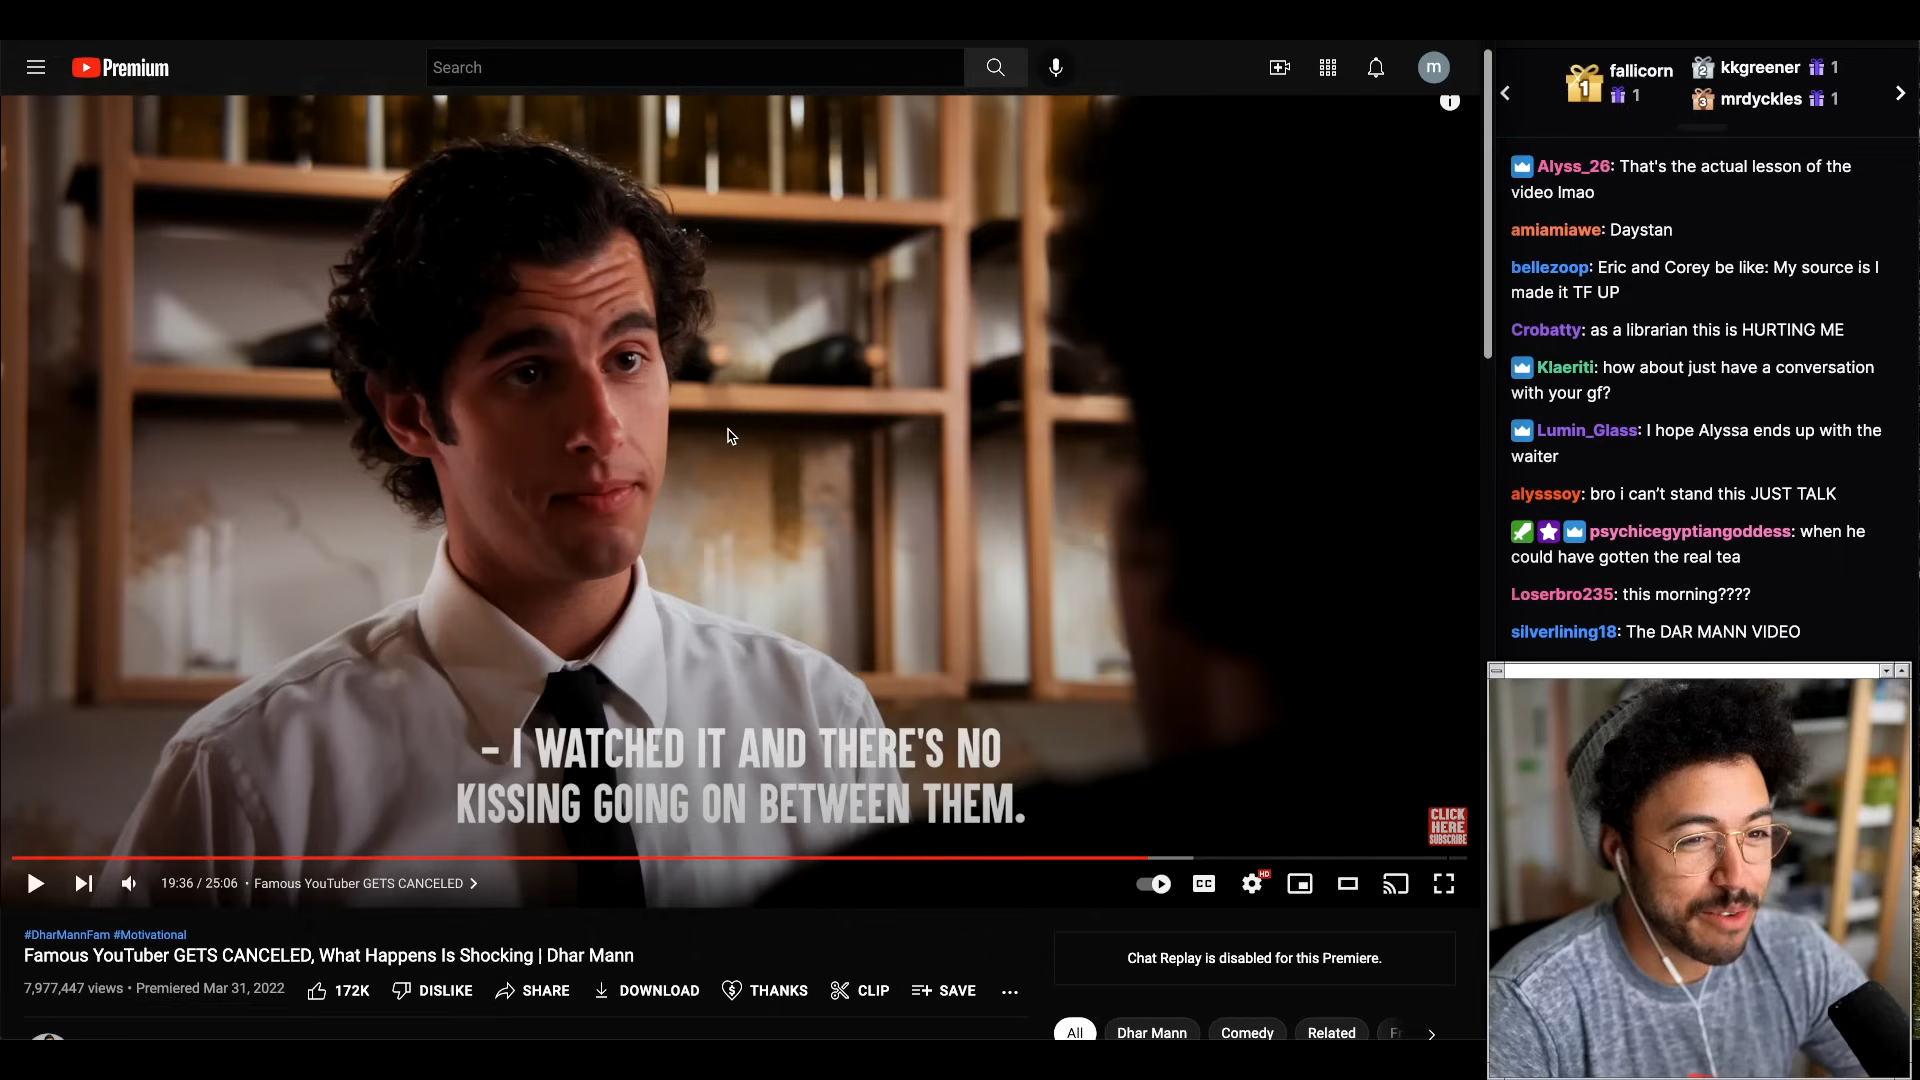 Premium
Search
m
1
fallicorn
1
2
kkgreener
1
3
mrdyckles
1
Alyss_26: That's the actual lesson of the
video lmao
amiamiawe: Daystan
bellezoop: Eric and Corey be like: My source is I
made it TF UP
Crobatty: as a librarian this is HURTING ME
Klaeriti: how about just have a conversation
with your gf?
Lumin_Glass: I hope Alyssa ends up with the
waiter
alysssoy: bro i can't stand this JUST TALK
psychicegyptiangoddess: when he
could have gotten the real tea
Loserbro235: this morning????
silverlining18: The DAR MANN VIDEO
- I WATCHED IT AND THERE'S NO
KISSING GOING ON BETWEEN THEM.
CLICK
HERE
SUBSCRIBE
19:36 / 25:06 • Famous YouTuber GETS CANCELED
CC
HD
#DharMannFam #Motivational
Famous YouTuber GETS CANCELED, What Happens Is Shocking | Dhar Mann
7,977,447 views • Premiered Mar 31, 2022
172K
DISLIKE
SHARE
DOWNLOAD
THANKS
CLIP
SAVE
Chat Replay is disabled for this Premiere.
All
Dhar Mann
Comedy
Related